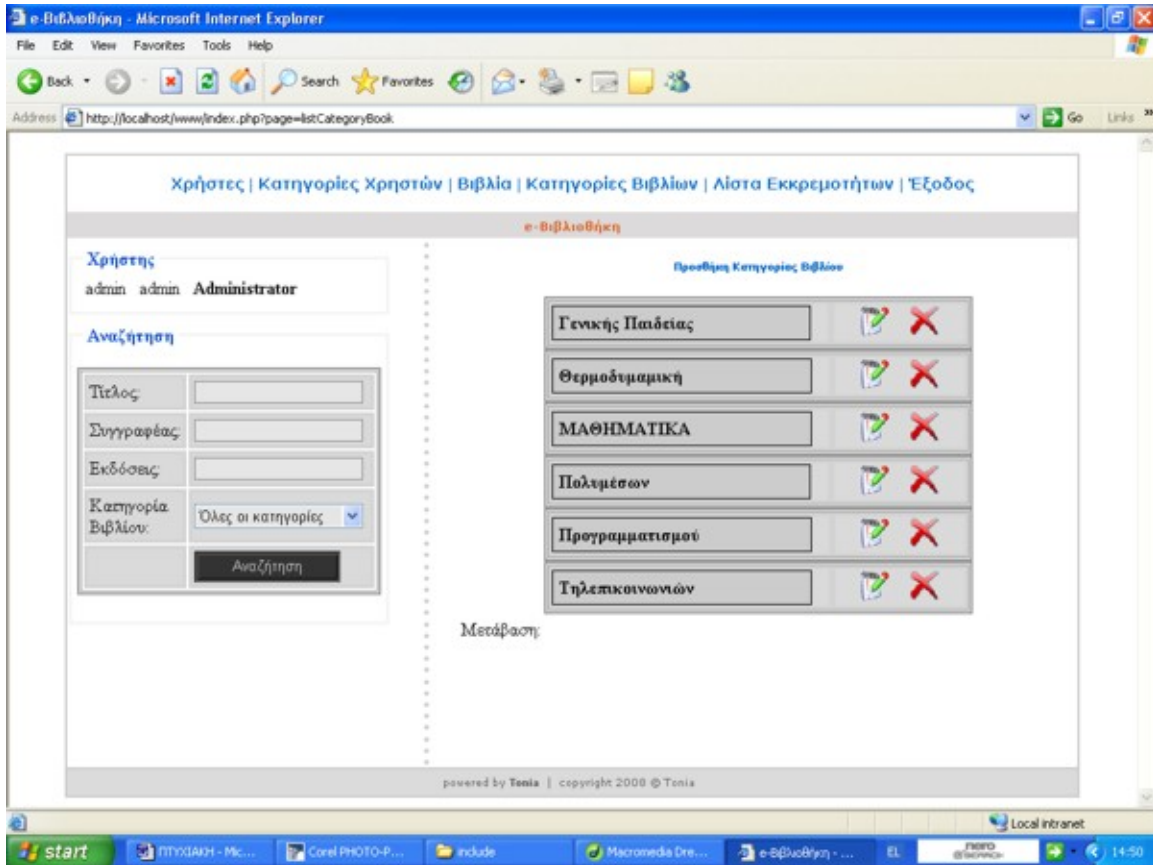 e-Βιβλιοθήκη - Microsoft Internet Explorer
File Edit View Favorites Tools Help
Back Search Favorites
Address http://localhost/www/index.php?page=listCategoryBook Go Links
Χρήστες | Κατηγορίες Χρηστών | Βιβλία | Κατηγορίες Βιβλίων | Λίστα Εκκρεμοτήτων | Έξοδος
e-Βιβλιοθήκη
Χρήστης
admin admin Administrator
Αναζήτηση
Τίτλος:
Συγγραφέας:
Εκδόσεις:
Κατηγορία
Βιβλίου:
Όλες οι κατηγορίες
Αναζήτηση
Προσθήκη Κατηγορίες Βιβλίου
Γενικής Παιδείας
Θερμοδυμαμική
ΜΑΘΗΜΑΤΙΚΑ
Πολυμέσων
Προγραμματισμού
Τηλεπικοινωνιών
Μετάβαση:
powered by Tonia | copyright 2008 © Tonia
Local intranet
start ΠΤΥΧΙΑΚΗ - Mic... Corel PHOTO-P... include Macromedia Dre... e-Βιβλιοθήκη - ... EL nero 14:50